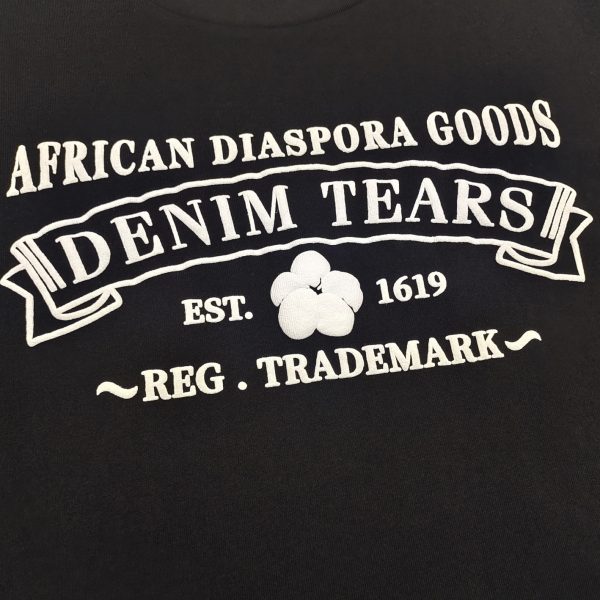 AFRICAN DIASPORA GOODS
DENIM TEARS
EST. 1619
~REG . TRADEMARK~